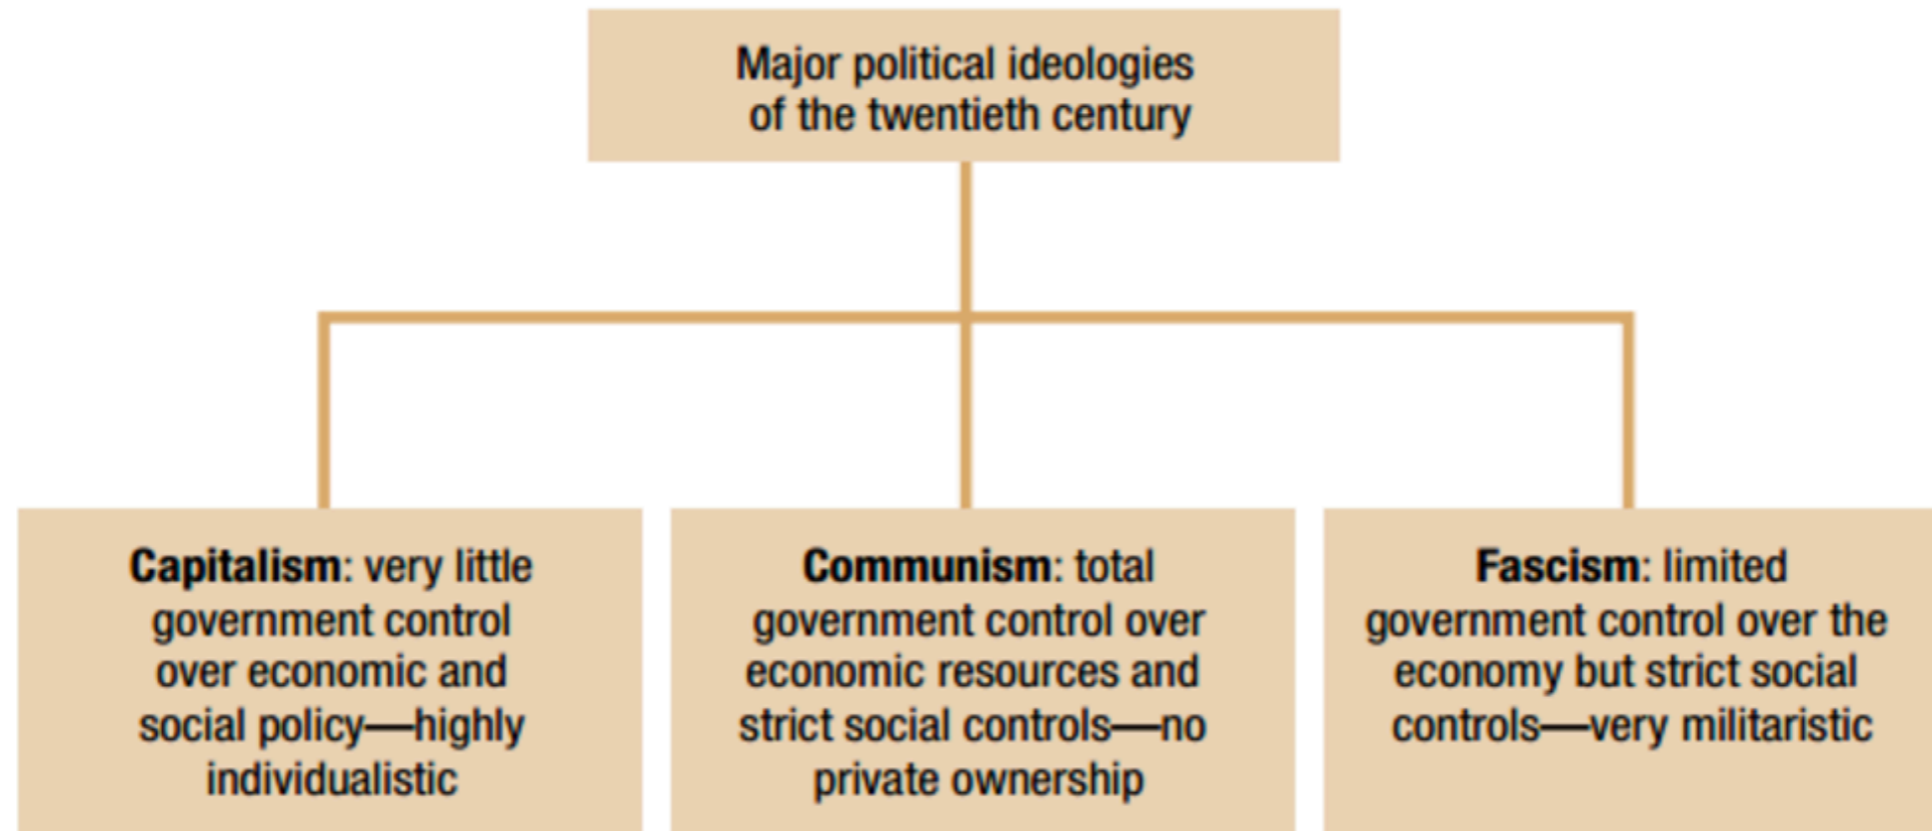 Major political ideologies
of the twentieth century
Capitalism: very little
government control
over economic and
social policy—highly
individualistic
Communism: total
government control over
economic resources and
strict social controls—no
private ownership
Fascism: limited
government control over the
economy but strict social
controls—very militaristic